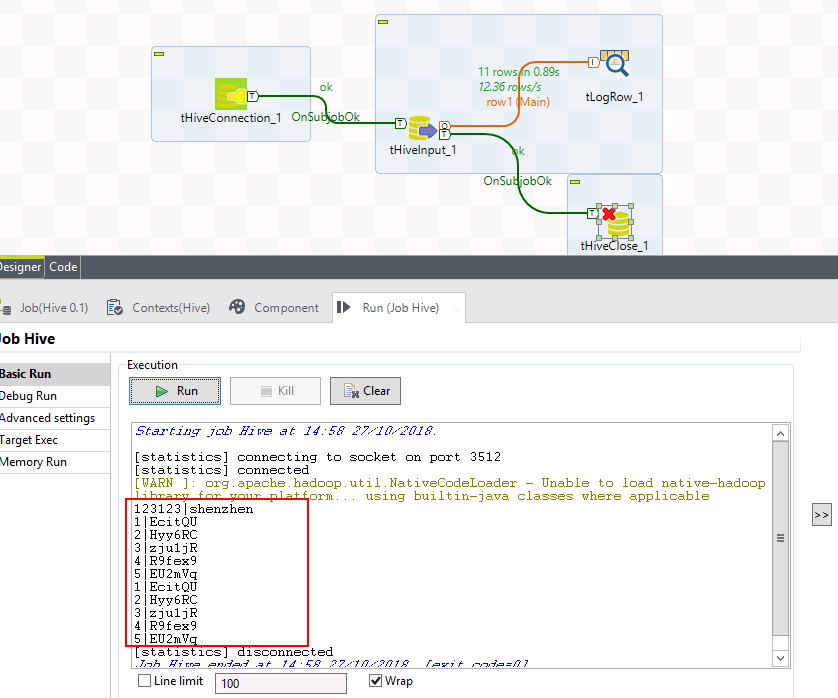 11 rows in 0.89s
12.36 rows/s
row1 (Main)
tLogRow_1
ok
tHiveConnection_1
OnSubjobOk
tHiveInput_1
ok
OnSubjobOk
tHiveClose_1
Designer
Code
Job(Hive 0.1)
Contexts(Hive)
Component
Run (Job Hive)
Job Hive
Basic Run
Debug Run
Advanced settings
Target Exec
Memory Run
Execution
Run
Kill
Clear
Starting job Hive at 14:58 27/10/2018.
[statistics] connecting to socket on port 3512
[statistics] connected
[WARN ]: org.apache.hadoop.util.NativeCodeLoader - Unable to load native-hadoop
library for your platform... using builtin-java classes where applicable
123123|shenzhen
1|EcitQU
2|Hyy6RC
3|zju1jR
4|R9fex9
5|EU2mVq
1|EcitQU
2|Hyy6RC
3|zju1jR
4|R9fex9
5|EU2mVq
[statistics] disconnected
Job Hive ended at 14:58 27/10/2018. [exit code=0]
>>
Line limit
100
Wrap